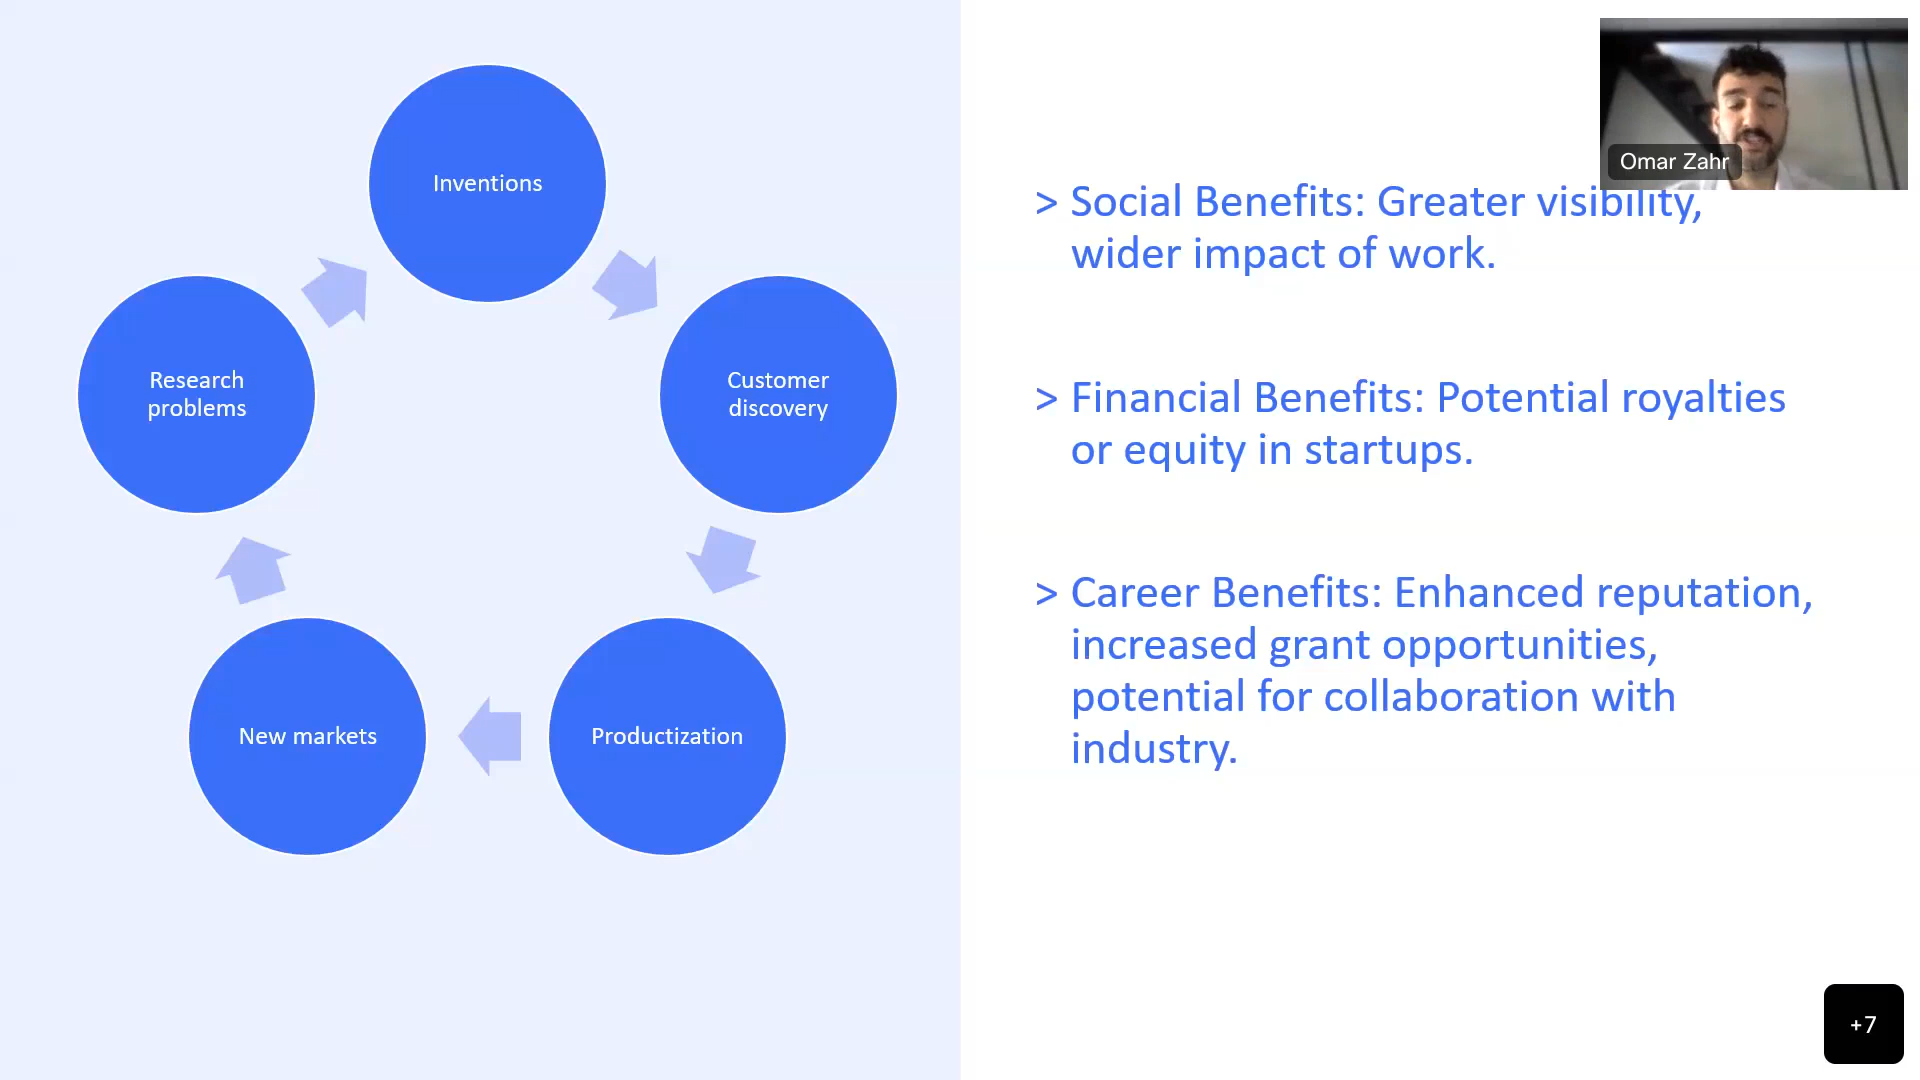 Inventions
Customer
discovery
Productization
New markets
Research
problems
Omar Zahr
> Social Benefits: Greater visibility,
wider impact of work.
> Financial Benefits: Potential royalties
or equity in startups.
> Career Benefits: Enhanced reputation,
increased grant opportunities,
potential for collaboration with
industry.
+7